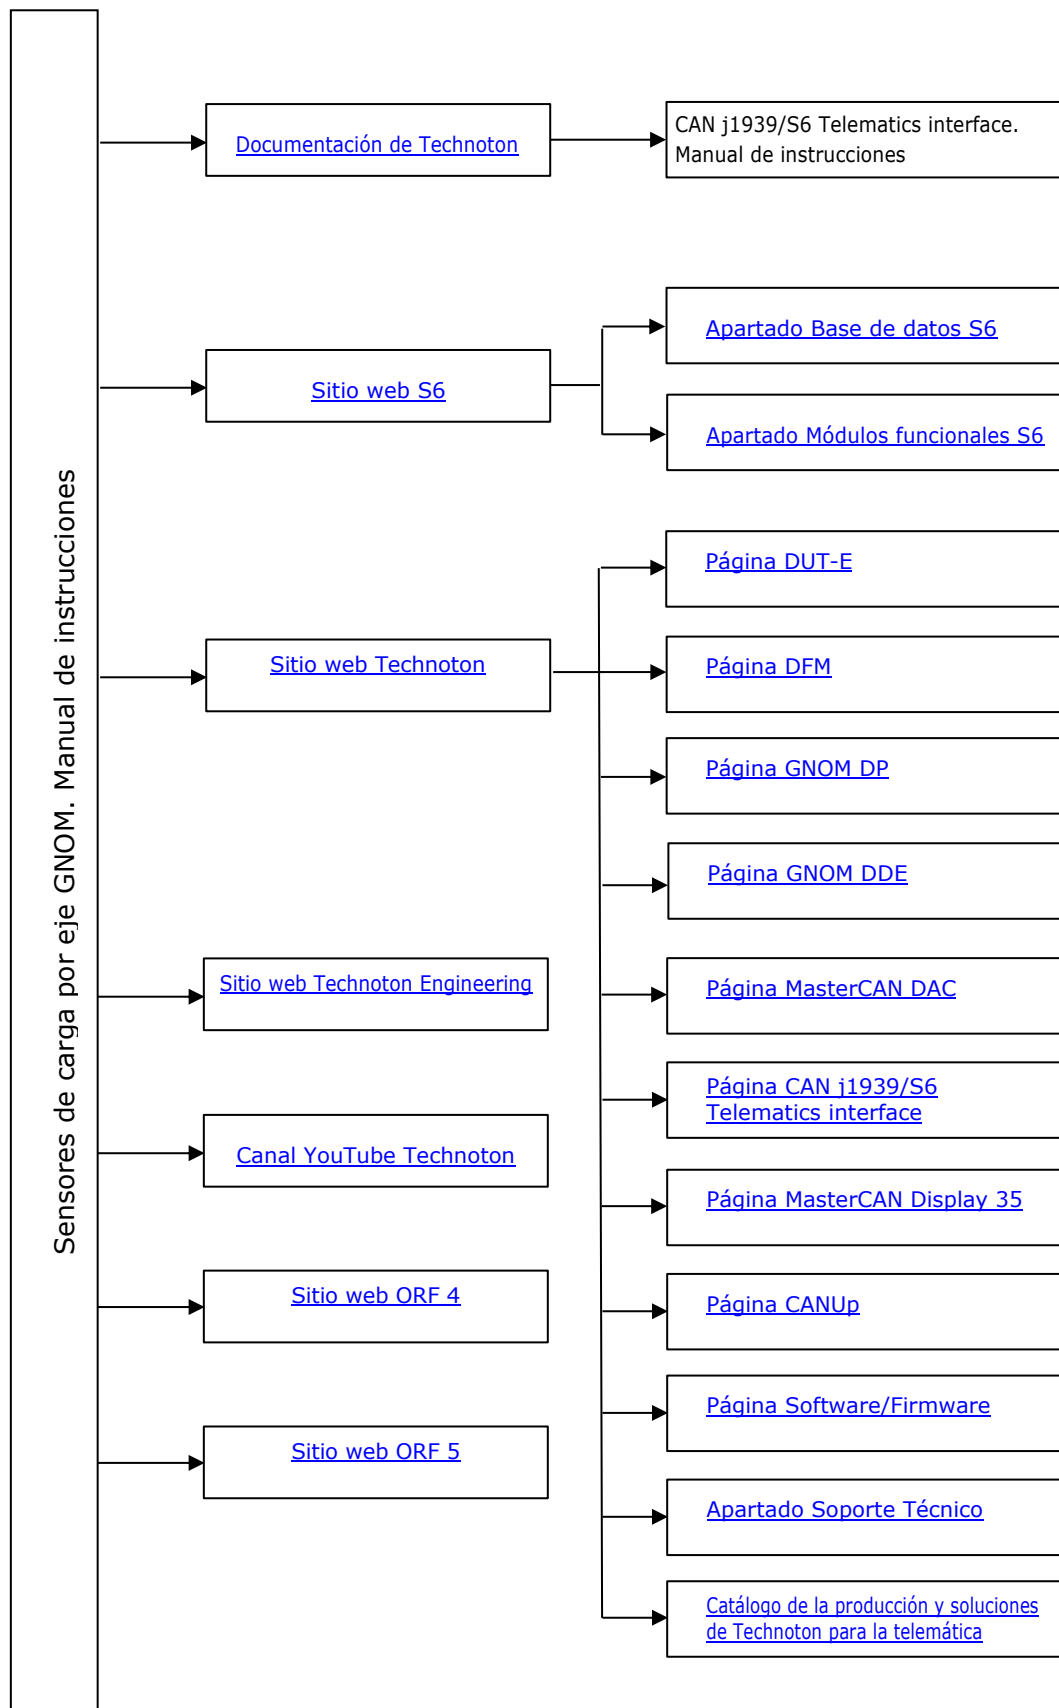 Sensores de carga por eje GNOM. Manual de instrucciones
Documentación de Technoton
CAN j1939/S6 Telematics interface.
Manual de instrucciones
Sitio web S6
Apartado Base de datos S6
Apartado Módulos funcionales S6
Sitio web Technoton
Página DUT-E
Página DFM
Página GNOM DP
Página GNOM DDE
Página MasterCAN DAC
Página CAN j1939/S6
Telematics interface
Página MasterCAN Display 35
Página CANUp
Página Software/Firmware
Apartado Soporte Técnico
Catálogo de la producción y soluciones
de Technoton para la telemática
Sitio web Technoton Engineering
Canal YouTube Technoton
Sitio web ORF 4
Sitio web ORF 5